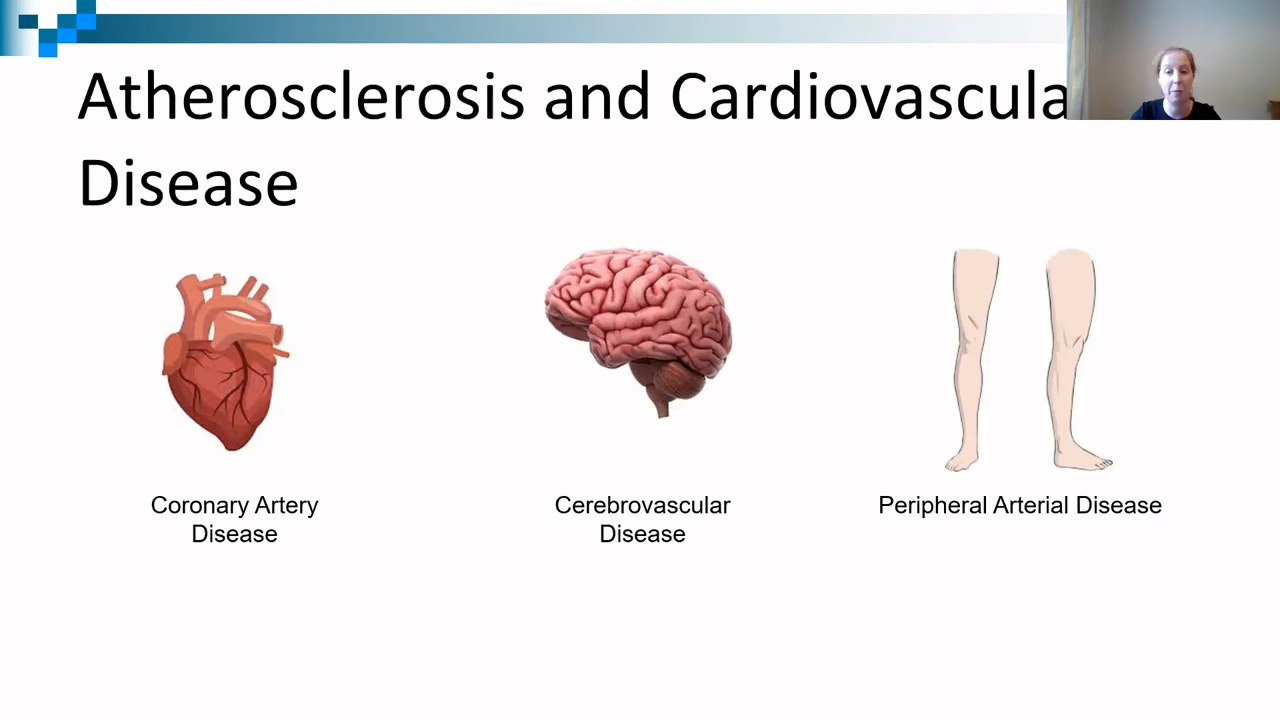 Atherosclerosis and Cardiovascula
Disease
Coronary Artery
Disease
Cerebrovascular
Disease
Peripheral Arterial Disease